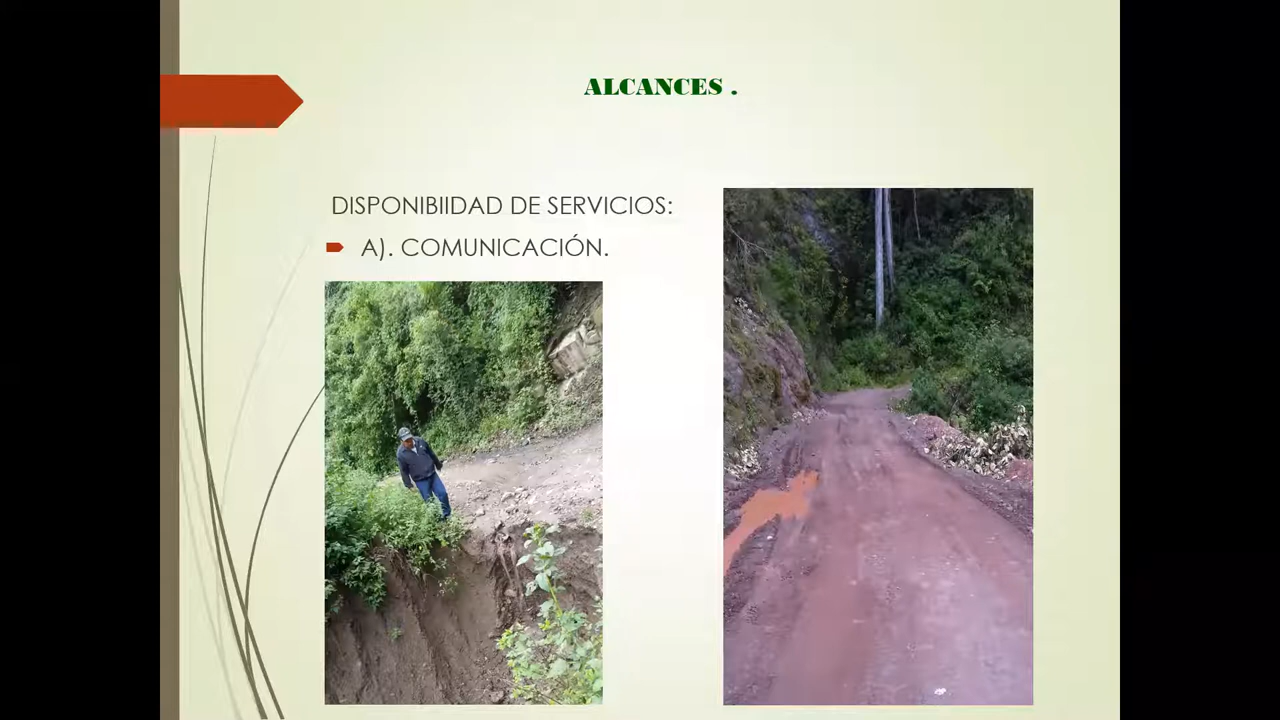 ALCANCES .
DISPONIBIIDAD DE SERVICIOS:
A). COMUNICACIÓN.